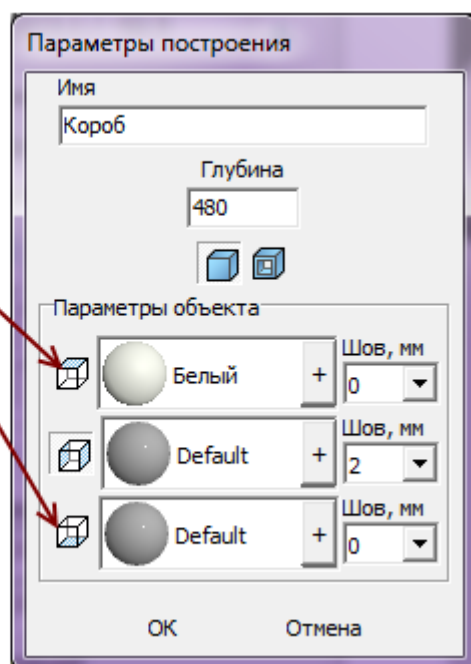 Параметры построения
Имя
Короб
Глубина
480
Параметры объекта
Шов, мм
Белый + 0
Шов, мм
Default + 2
Шов, мм
Default + 0
OK Отмена